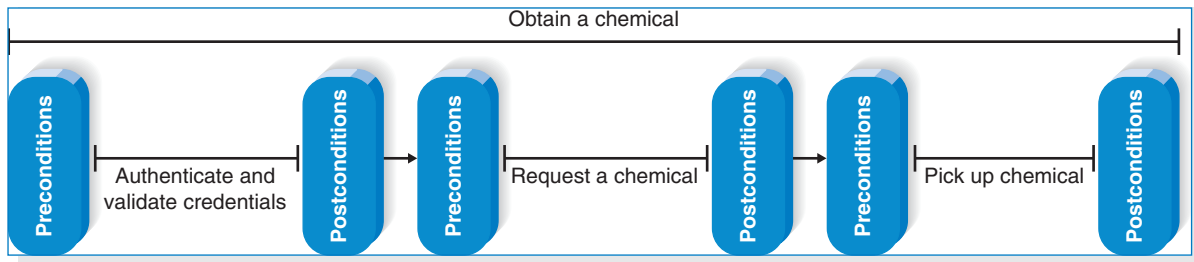 Obtain a chemical
Preconditions
Authenticate and
validate credentials
Postconditions
Preconditions
Request a chemical
Postconditions
Preconditions
Pick up chemical
Postconditions